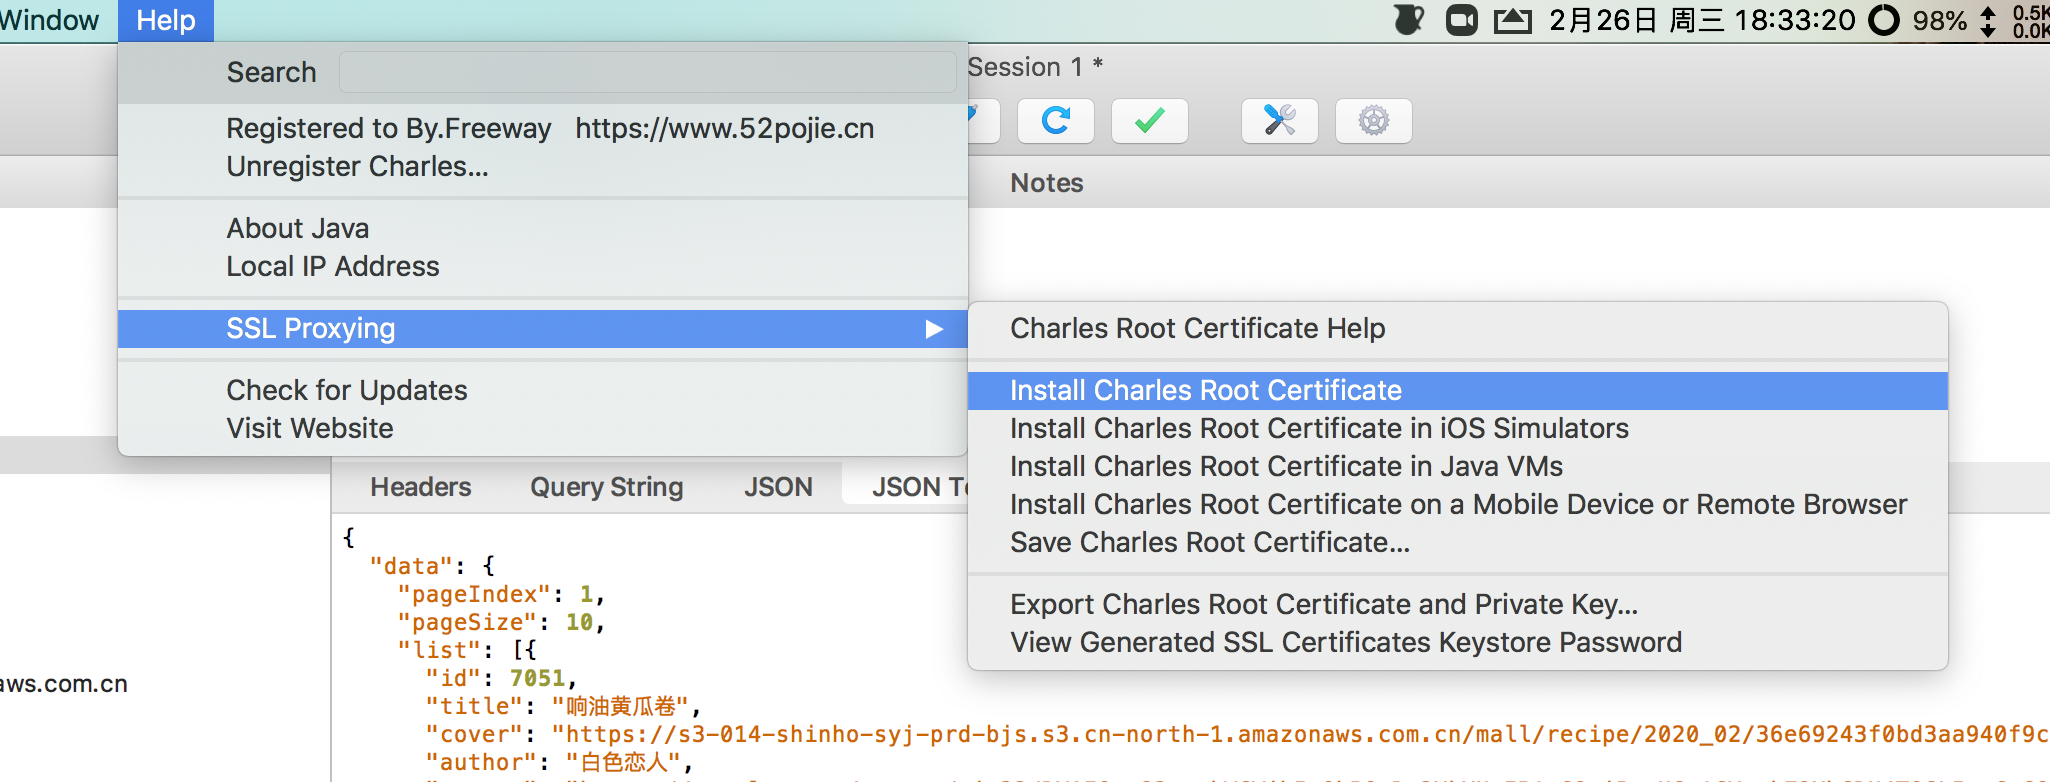 Window Help 2月26日 周三 18:33:20 98% 0.5K
0.0K
Search
Session 1 *
Registered to By.Freeway https://www.52pojie.cn
Unregister Charles...
Notes
About Java
Local IP Address
SSL Proxying
Check for Updates
Visit Website
Charles Root Certificate Help
Install Charles Root Certificate
Install Charles Root Certificate in iOS Simulators
Install Charles Root Certificate in Java VMs
Install Charles Root Certificate on a Mobile Device or Remote Browser
Save Charles Root Certificate...
Export Charles Root Certificate and Private Key...
View Generated SSL Certificates Keystore Password
Headers Query String JSON JSON Te
aws.com.cn
{
"data": {
"pageIndex": 1,
"pageSize": 10,
"list": [{
"id": 7051,
"title": "响油黄瓜卷",
"cover": "https://s3-014-shinho-syj-prd-bjs.s3.cn-north-1.amazonaws.com.cn/mall/recipe/2020_02/36e69243f0bd3aa940f9c
"author": "白色恋人",